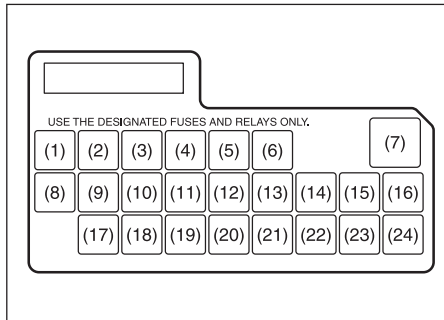 USE THE DESIGNATED FUSES AND RELAYS ONLY.
(1) (2) (3) (4) (5) (6) (7)
(8) (9) (10) (11) (12) (13) (14) (15) (16)
(17) (18) (19) (20) (21) (22) (23) (24)